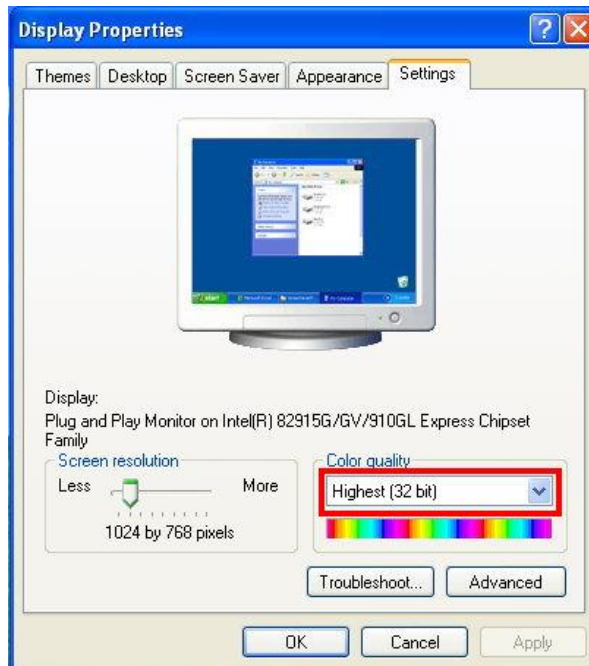 Display Properties
Themes Desktop Screen Saver Appearance Settings
start
Display:
Plug and Play Monitor on Intel(R) 82915G/GV/910GL Express Chipset
Family
Screen resolution
Less More
1024 by 768 pixels
Color quality
Highest (32 bit)
Troubleshoot... Advanced
OK Cancel Apply